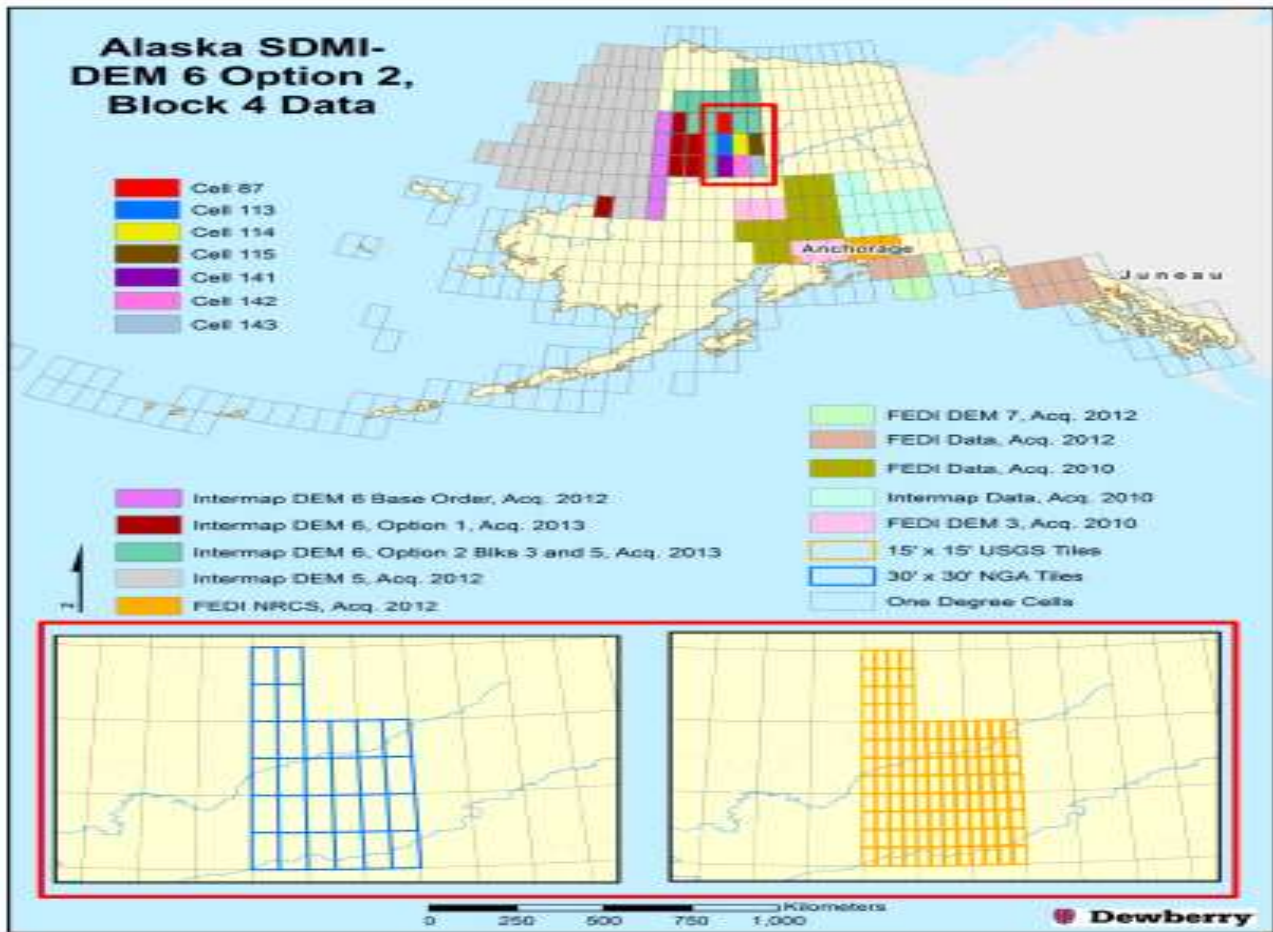 Alaska SDMI-
DEM 6 Option 2,
Block 4 Data
Cell 87
Cell 113
Cell 114
Cell 115
Cell 141
Cell 142
Cell 143
Anchorage
Juneau
Intermap DEM 6 Base Order, Acq. 2012
Intermap DEM 6, Option 1, Acq. 2013
Intermap DEM 6, Option 2 Blks 3 and 5, Acq. 2013
Intermap DEM 5, Acq. 2012
FEDI NRCS, Acq. 2012
FEDI DEM 7, Acq. 2012
FEDI Data, Acq. 2012
FEDI Data, Acq. 2010
Intermap Data, Acq. 2010
FEDI DEM 3, Acq. 2010
15' x 15' USGS Tiles
30' x 30' NGA Tiles
One Degree Cells
Z
Kilometers
0 250 500 750 1,000
Dewberry